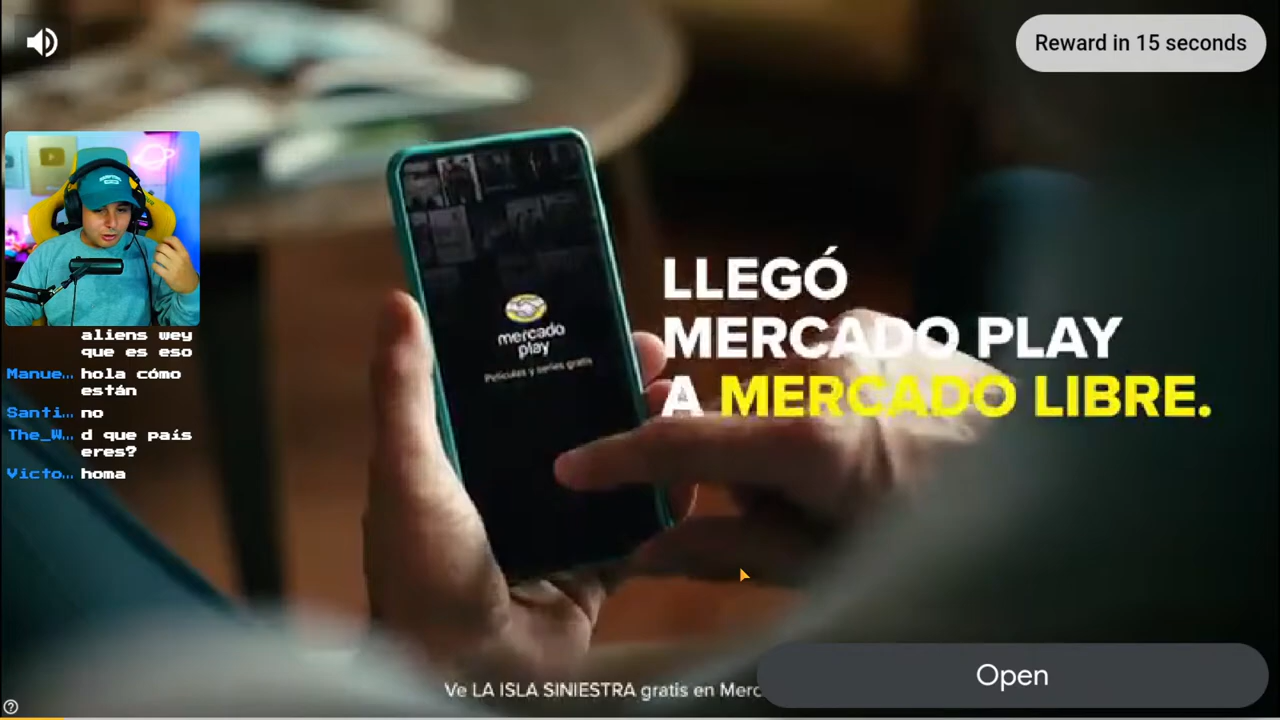 Reward in 15 seconds
aliens wey
que es eso
Manue... hola cómo
están
Santi... no
The_W... d que país
eres?
Victo... homa
mercado
play
Películas y series gratis
LLEGÓ
MERCADO PLAY
A MERCADO LIBRE.
Open
Ve LA ISLA SINIESTRA gratis en Merc